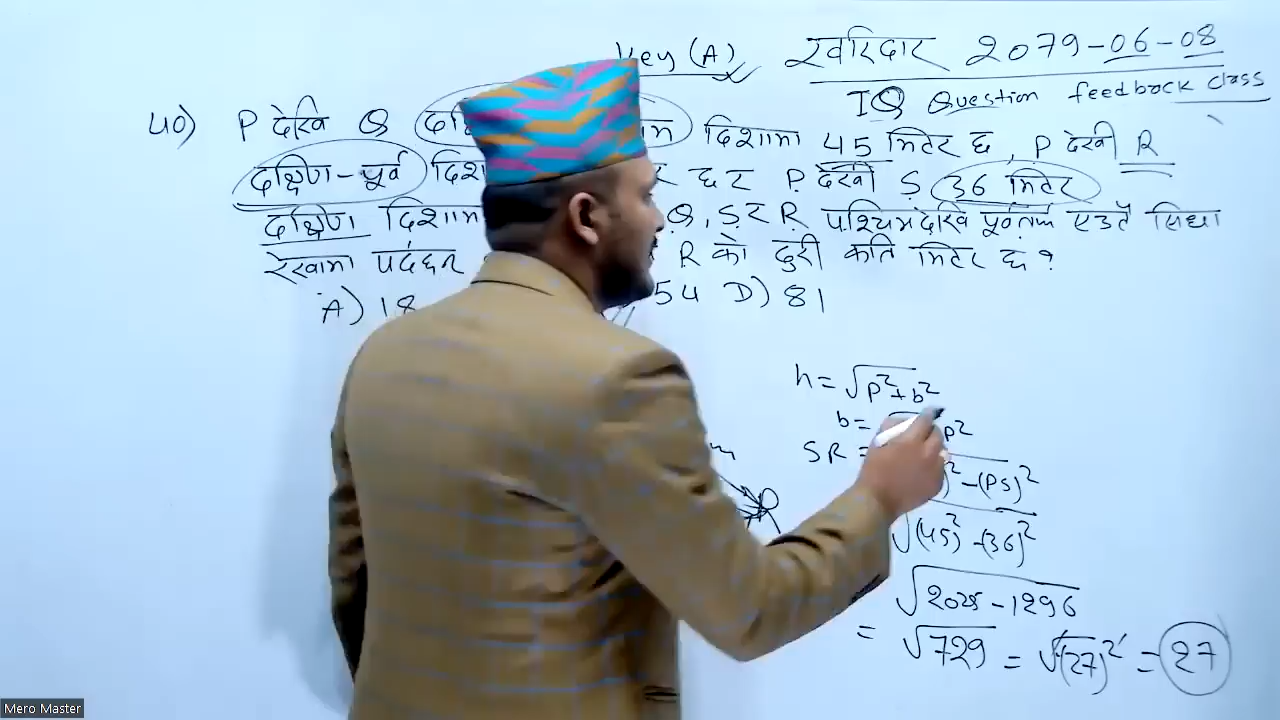 Key (A) खरिदार 2079-06-08
IQ Question feedback class
40) P देखि Q दिशामा 45 मिटर छ, P देखी R
दक्षिण-पूर्व दिशा र छ र P देखी S 36 मिटर
दक्षिण दिशामा Q, S र R पश्चिमदेखि पूर्वतर्फ एउटै सिधा
रेखामा पर्दछन R को दुरी कति मिटर छ ?
A) 18 54 D) 81
h = √p²+b²
b = p²
SR = )² - (PS)²
√(45)² - (36)²
√2025 - 1296
= √729 = √(27)² = 27
Mero Master